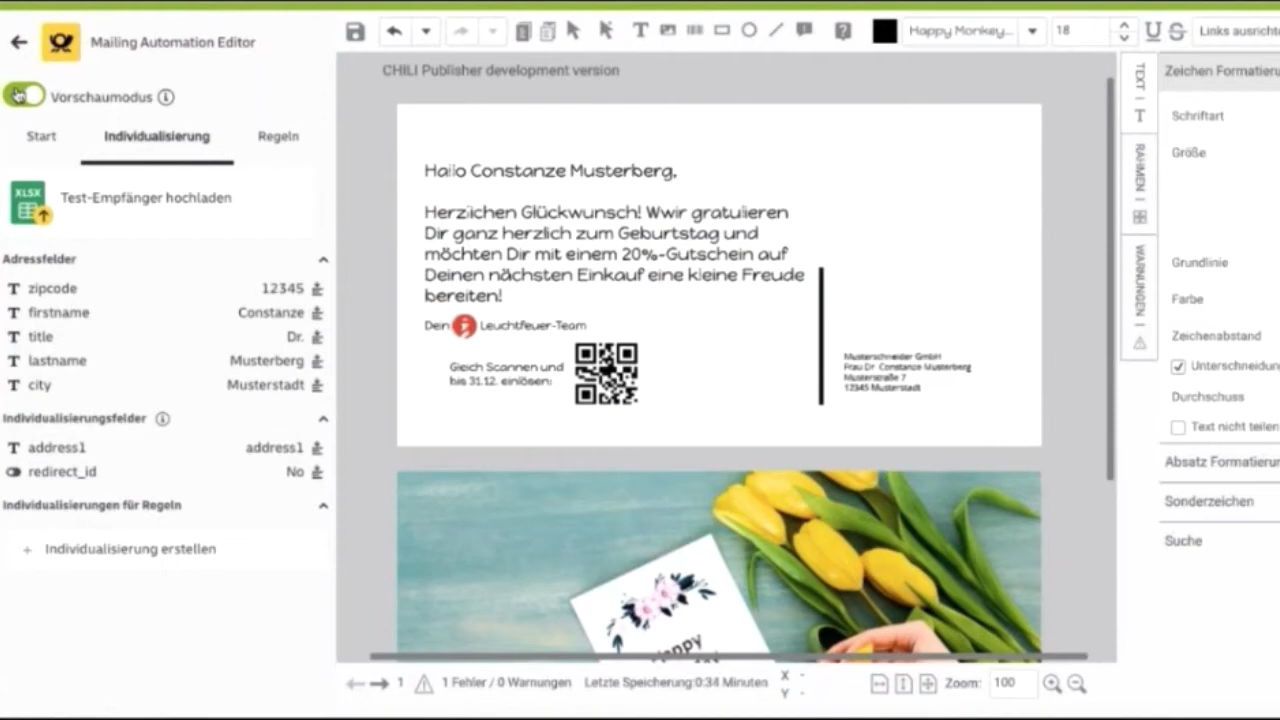 Mailing Automation Editor
Vorschaumodus
Start Individualisierung Regeln
XLSX
Test-Empfänger hochladen
Adressfelder
zipcode 12345
firstname Constanze
title Dr.
lastname Musterberg
city Musterstadt
Individualisierungsfelder
address1 address1
redirect_id No
Individualisierungen für Regeln
+ Individualisierung erstellen
Happy Monkey... 18 Links ausrichte
CHILI Publisher development version
Hallo Constanze Musterberg,
Herzlichen Glückwunsch! Wwir gratulieren
Dir ganz herzlich zum Geburtstag und
möchten Dir mit einem 20%-Gutschein auf
Deinen nächsten Einkauf eine kleine Freude
bereiten!
Dein Leuchtfeuer-Team
Gleich Scannen und
bis 31.12. einlösen:
Musterschneider GmbH
Frau Dr. Constanze Musterberg
Musterstraße 7
12345 Musterstadt
1 1 Fehler / 0 Warnungen Letzte Speicherung:0:34 Minuten X - Y - Zoom: 100
TEXT
RAHMEN
WARNUNGEN
Zeichen Formatieru
Schriftart
Größe
Grundlinie
Farbe
Zeichenabstand
Unterschneidung
Durchschuss
Text nicht teilen
Absatz Formatierun
Sonderzeichen
Suche